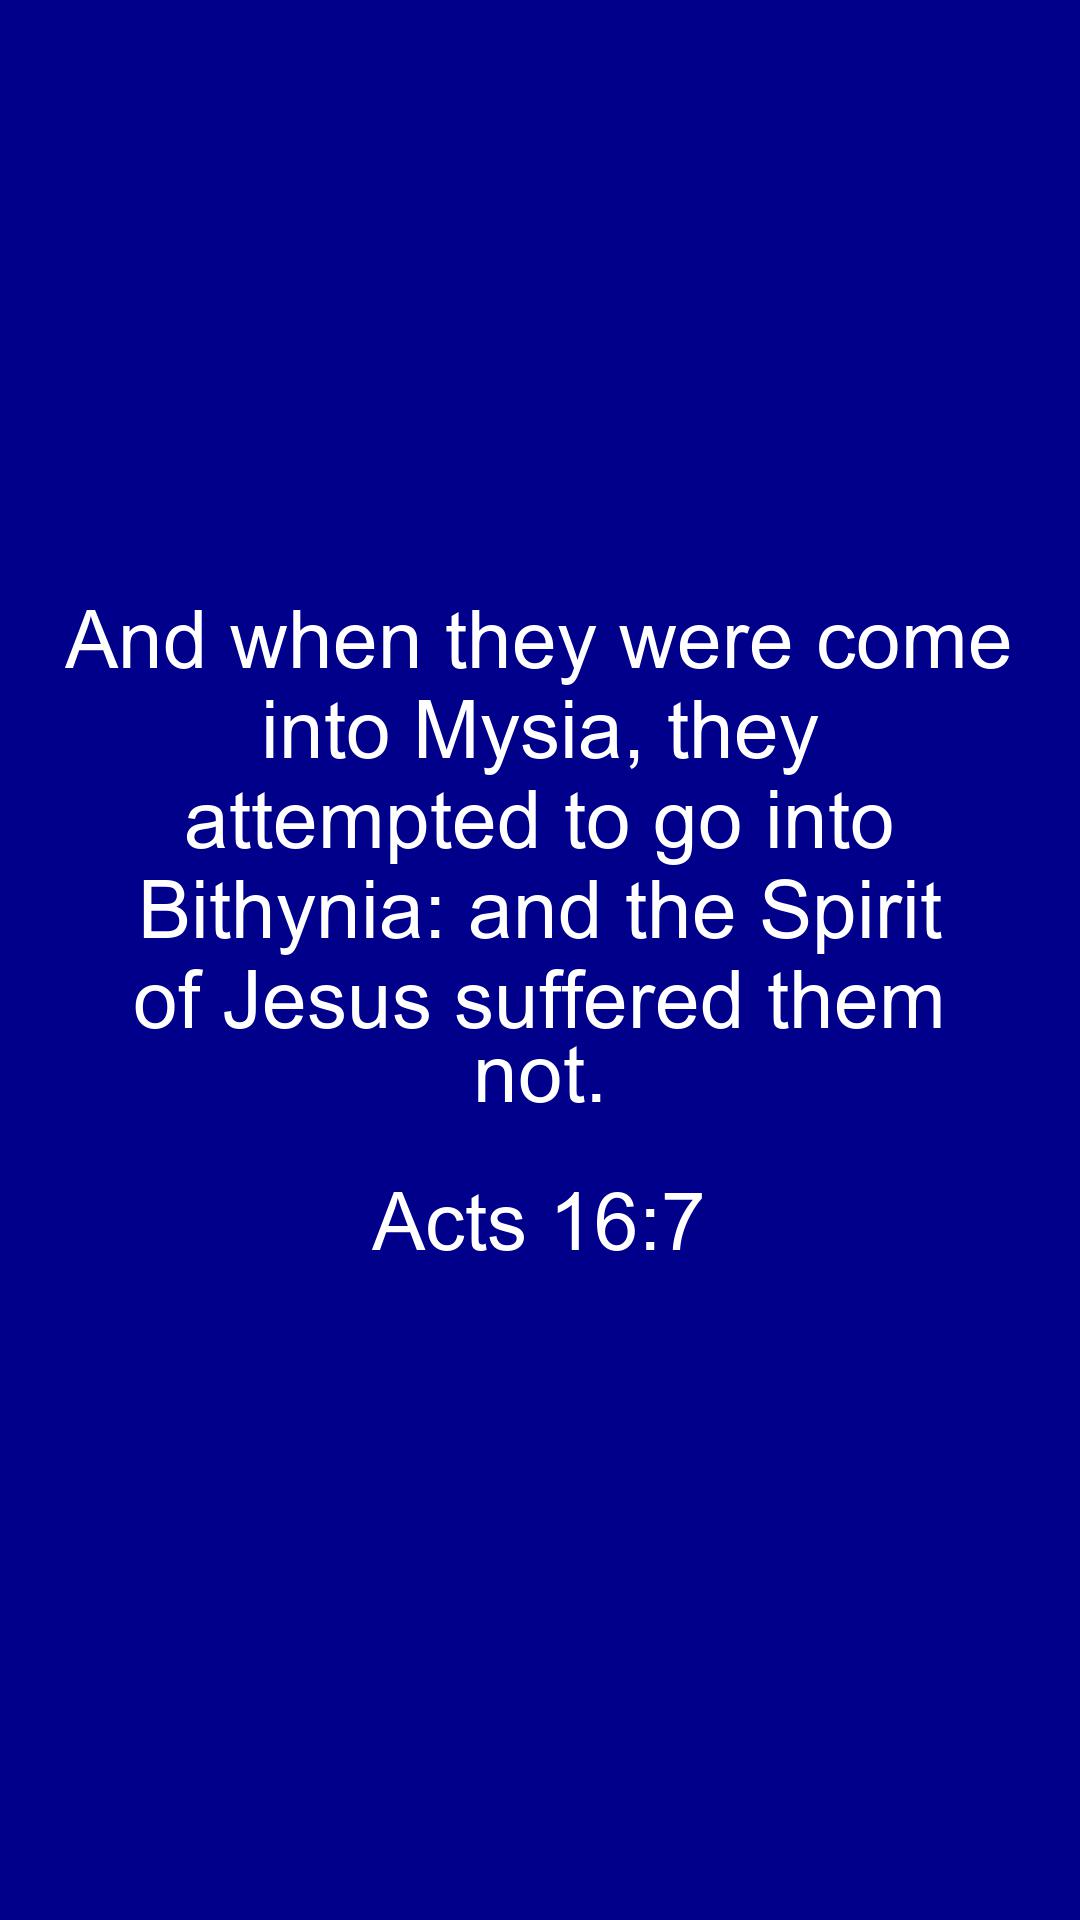 And when they were come
into Mysia, they
attempted to go into
Bithynia: and the Spirit
of Jesus suffered them
not.
Acts 16:7